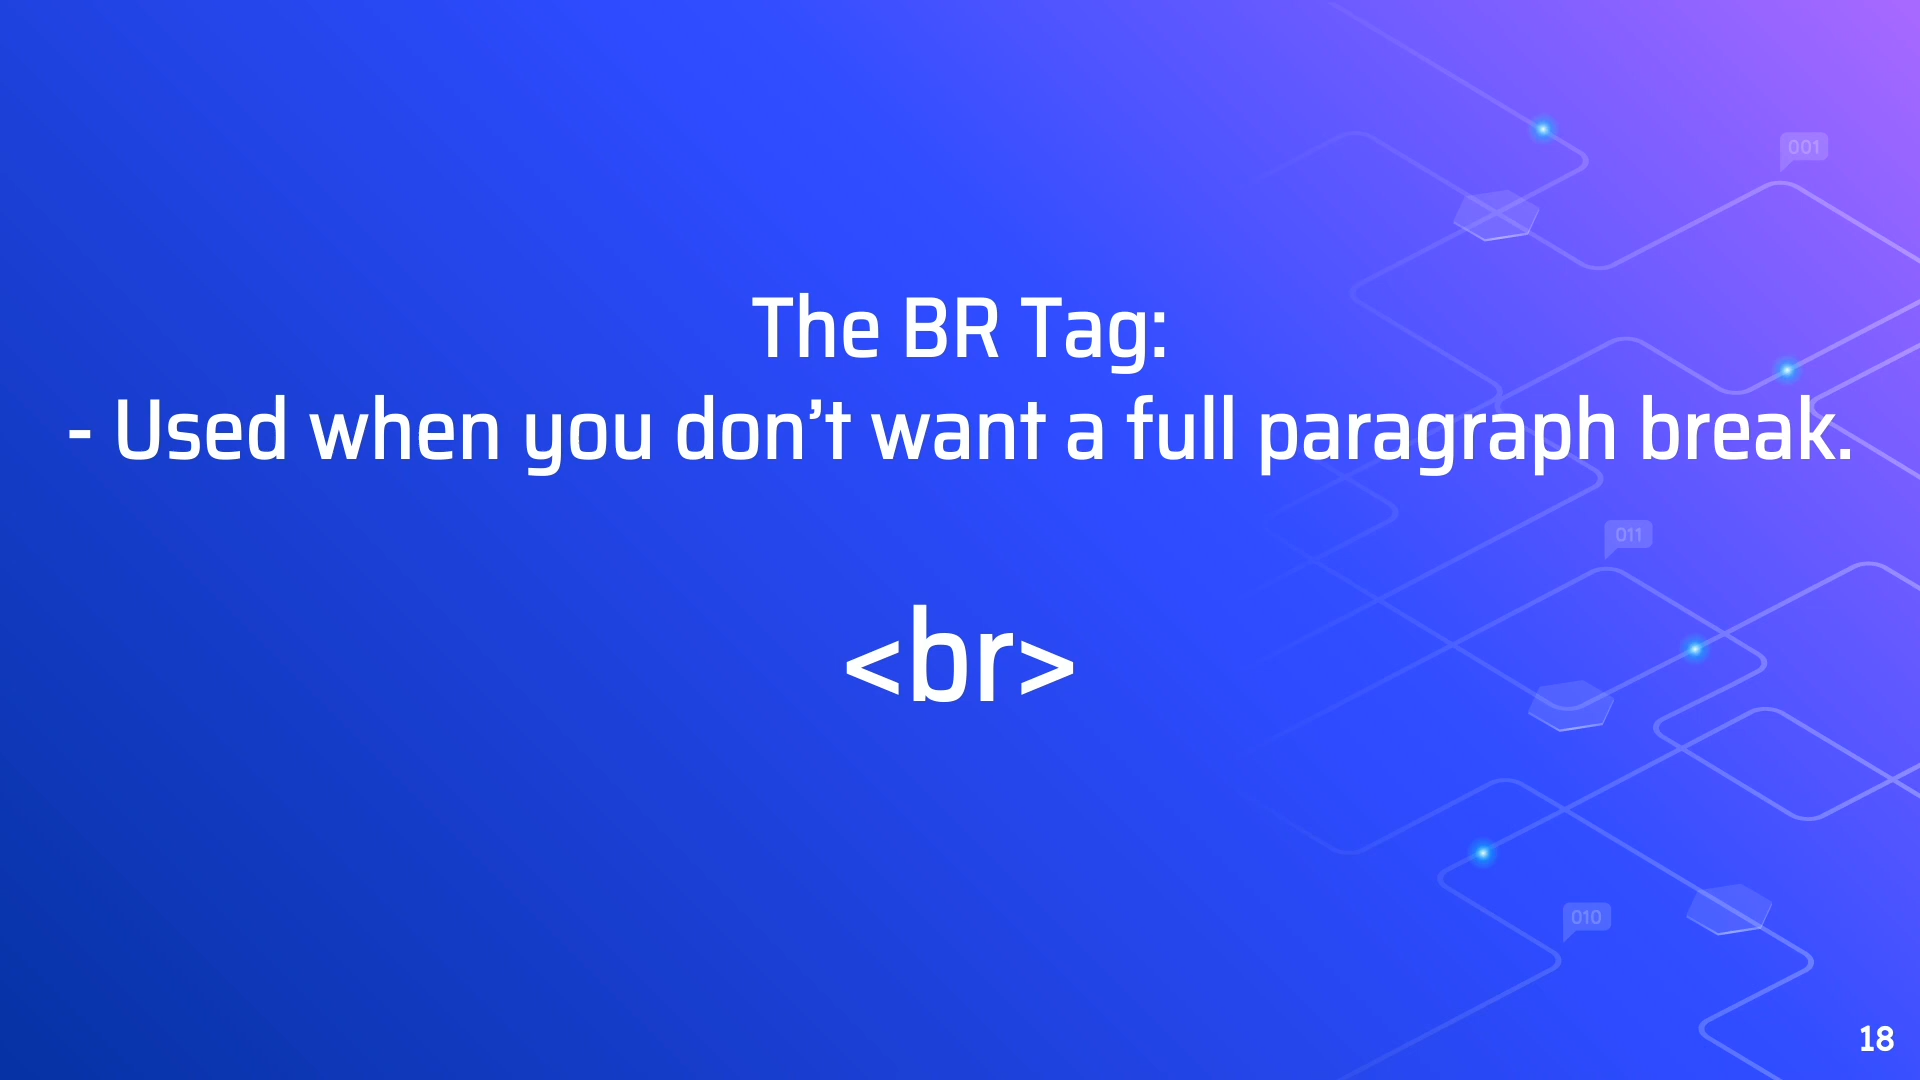 001
The BR Tag:
- Used when you don’t want a full paragraph break.
011
<br>
010
18